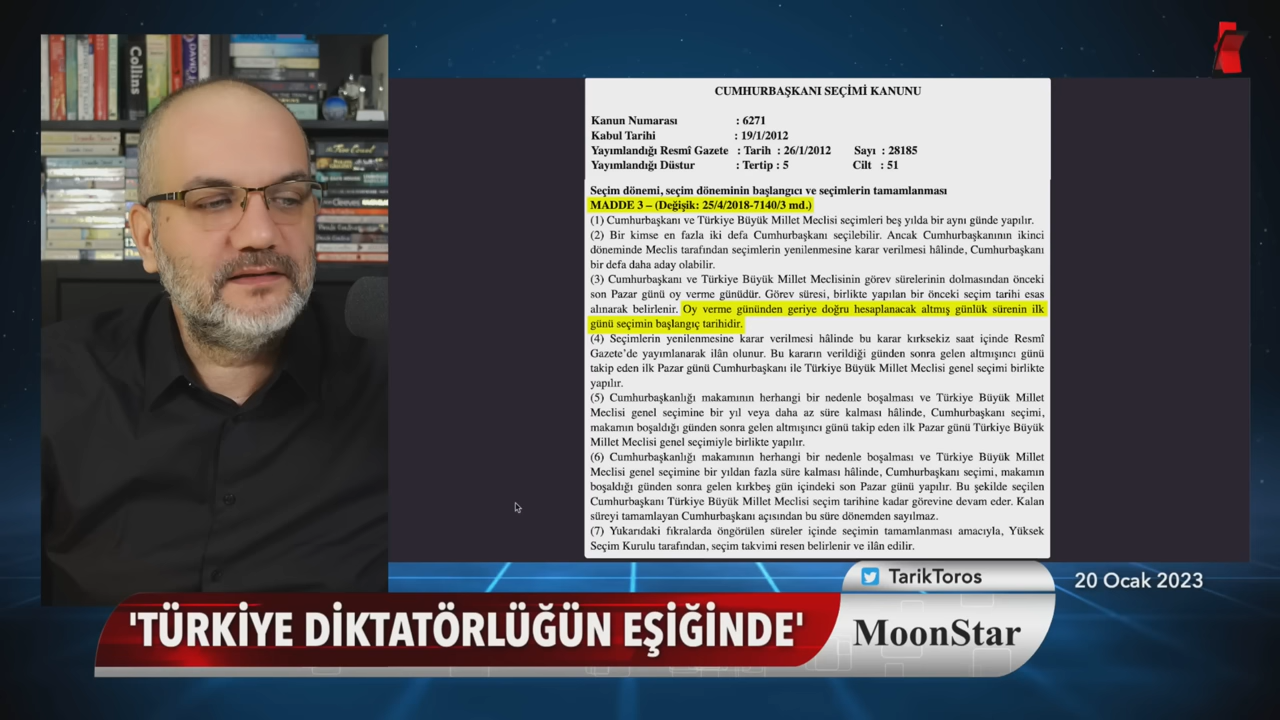 Collins
CUMHURBAŞKANI SEÇİMİ KANUNU
Kanun Numarası : 6271
Kabul Tarihi : 19/1/2012
Yayımlandığı Resmî Gazete : Tarih : 26/1/2012 Sayı : 28185
Yayımlandığı Düstur : Tertip : 5 Cilt : 51
Seçim dönemi, seçim döneminin başlangıcı ve seçimlerin tamamlanması
MADDE 3 – (Değişik: 25/4/2018-7140/3 md.)
(1) Cumhurbaşkanı ve Türkiye Büyük Millet Meclisi seçimleri beş yılda bir aynı günde yapılır.
(2) Bir kimse en fazla iki defa Cumhurbaşkanı seçilebilir. Ancak Cumhurbaşkanının ikinci
döneminde Meclis tarafından seçimlerin yenilenmesine karar verilmesi hâlinde, Cumhurbaşkanı
bir defa daha aday olabilir.
(3) Cumhurbaşkanı ve Türkiye Büyük Millet Meclisinin görev sürelerinin dolmasından önceki
son Pazar günü oy verme günüdür. Görev süresi, birlikte yapılan bir önceki seçim tarihi esas
alınarak belirlenir. Oy verme gününden geriye doğru hesaplanacak altmış günlük sürenin ilk
günü seçimin başlangıç tarihidir.
(4) Seçimlerin yenilenmesine karar verilmesi hâlinde bu karar kırksekiz saat içinde Resmî
Gazete’de yayımlanarak ilân olunur. Bu kararın verildiği günden sonra gelen altmışıncı günü
takip eden ilk Pazar günü Cumhurbaşkanı ile Türkiye Büyük Millet Meclisi genel seçimi birlikte
yapılır.
(5) Cumhurbaşkanlığı makamının herhangi bir nedenle boşalması ve Türkiye Büyük Millet
Meclisi genel seçimine bir yıl veya daha az süre kalması hâlinde, Cumhurbaşkanı seçimi,
makamın boşaldığı günden sonra gelen altmışıncı günü takip eden ilk Pazar günü Türkiye Büyük
Millet Meclisi genel seçimiyle birlikte yapılır.
(6) Cumhurbaşkanlığı makamının herhangi bir nedenle boşalması ve Türkiye Büyük Millet
Meclisi genel seçimine bir yıldan fazla süre kalması hâlinde, Cumhurbaşkanı seçimi, makamın
boşaldığı günden sonra gelen kırkbeş gün içindeki son Pazar günü yapılır. Bu şekilde seçilen
Cumhurbaşkanı Türkiye Büyük Millet Meclisi seçim tarihine kadar görevine devam eder. Kalan
süreyi tamamlayan Cumhurbaşkanı açısından bu süre dönemden sayılmaz.
(7) Yukarıdaki fıkralarda öngörülen süreler içinde seçimin tamamlanması amacıyla, Yüksek
Seçim Kurulu tarafından, seçim takvimi resen belirlenir ve ilân edilir.
TarikToros
20 Ocak 2023
'TÜRKİYE DİKTATÖRLÜĞÜN EŞİĞİNDE'
MoonStar